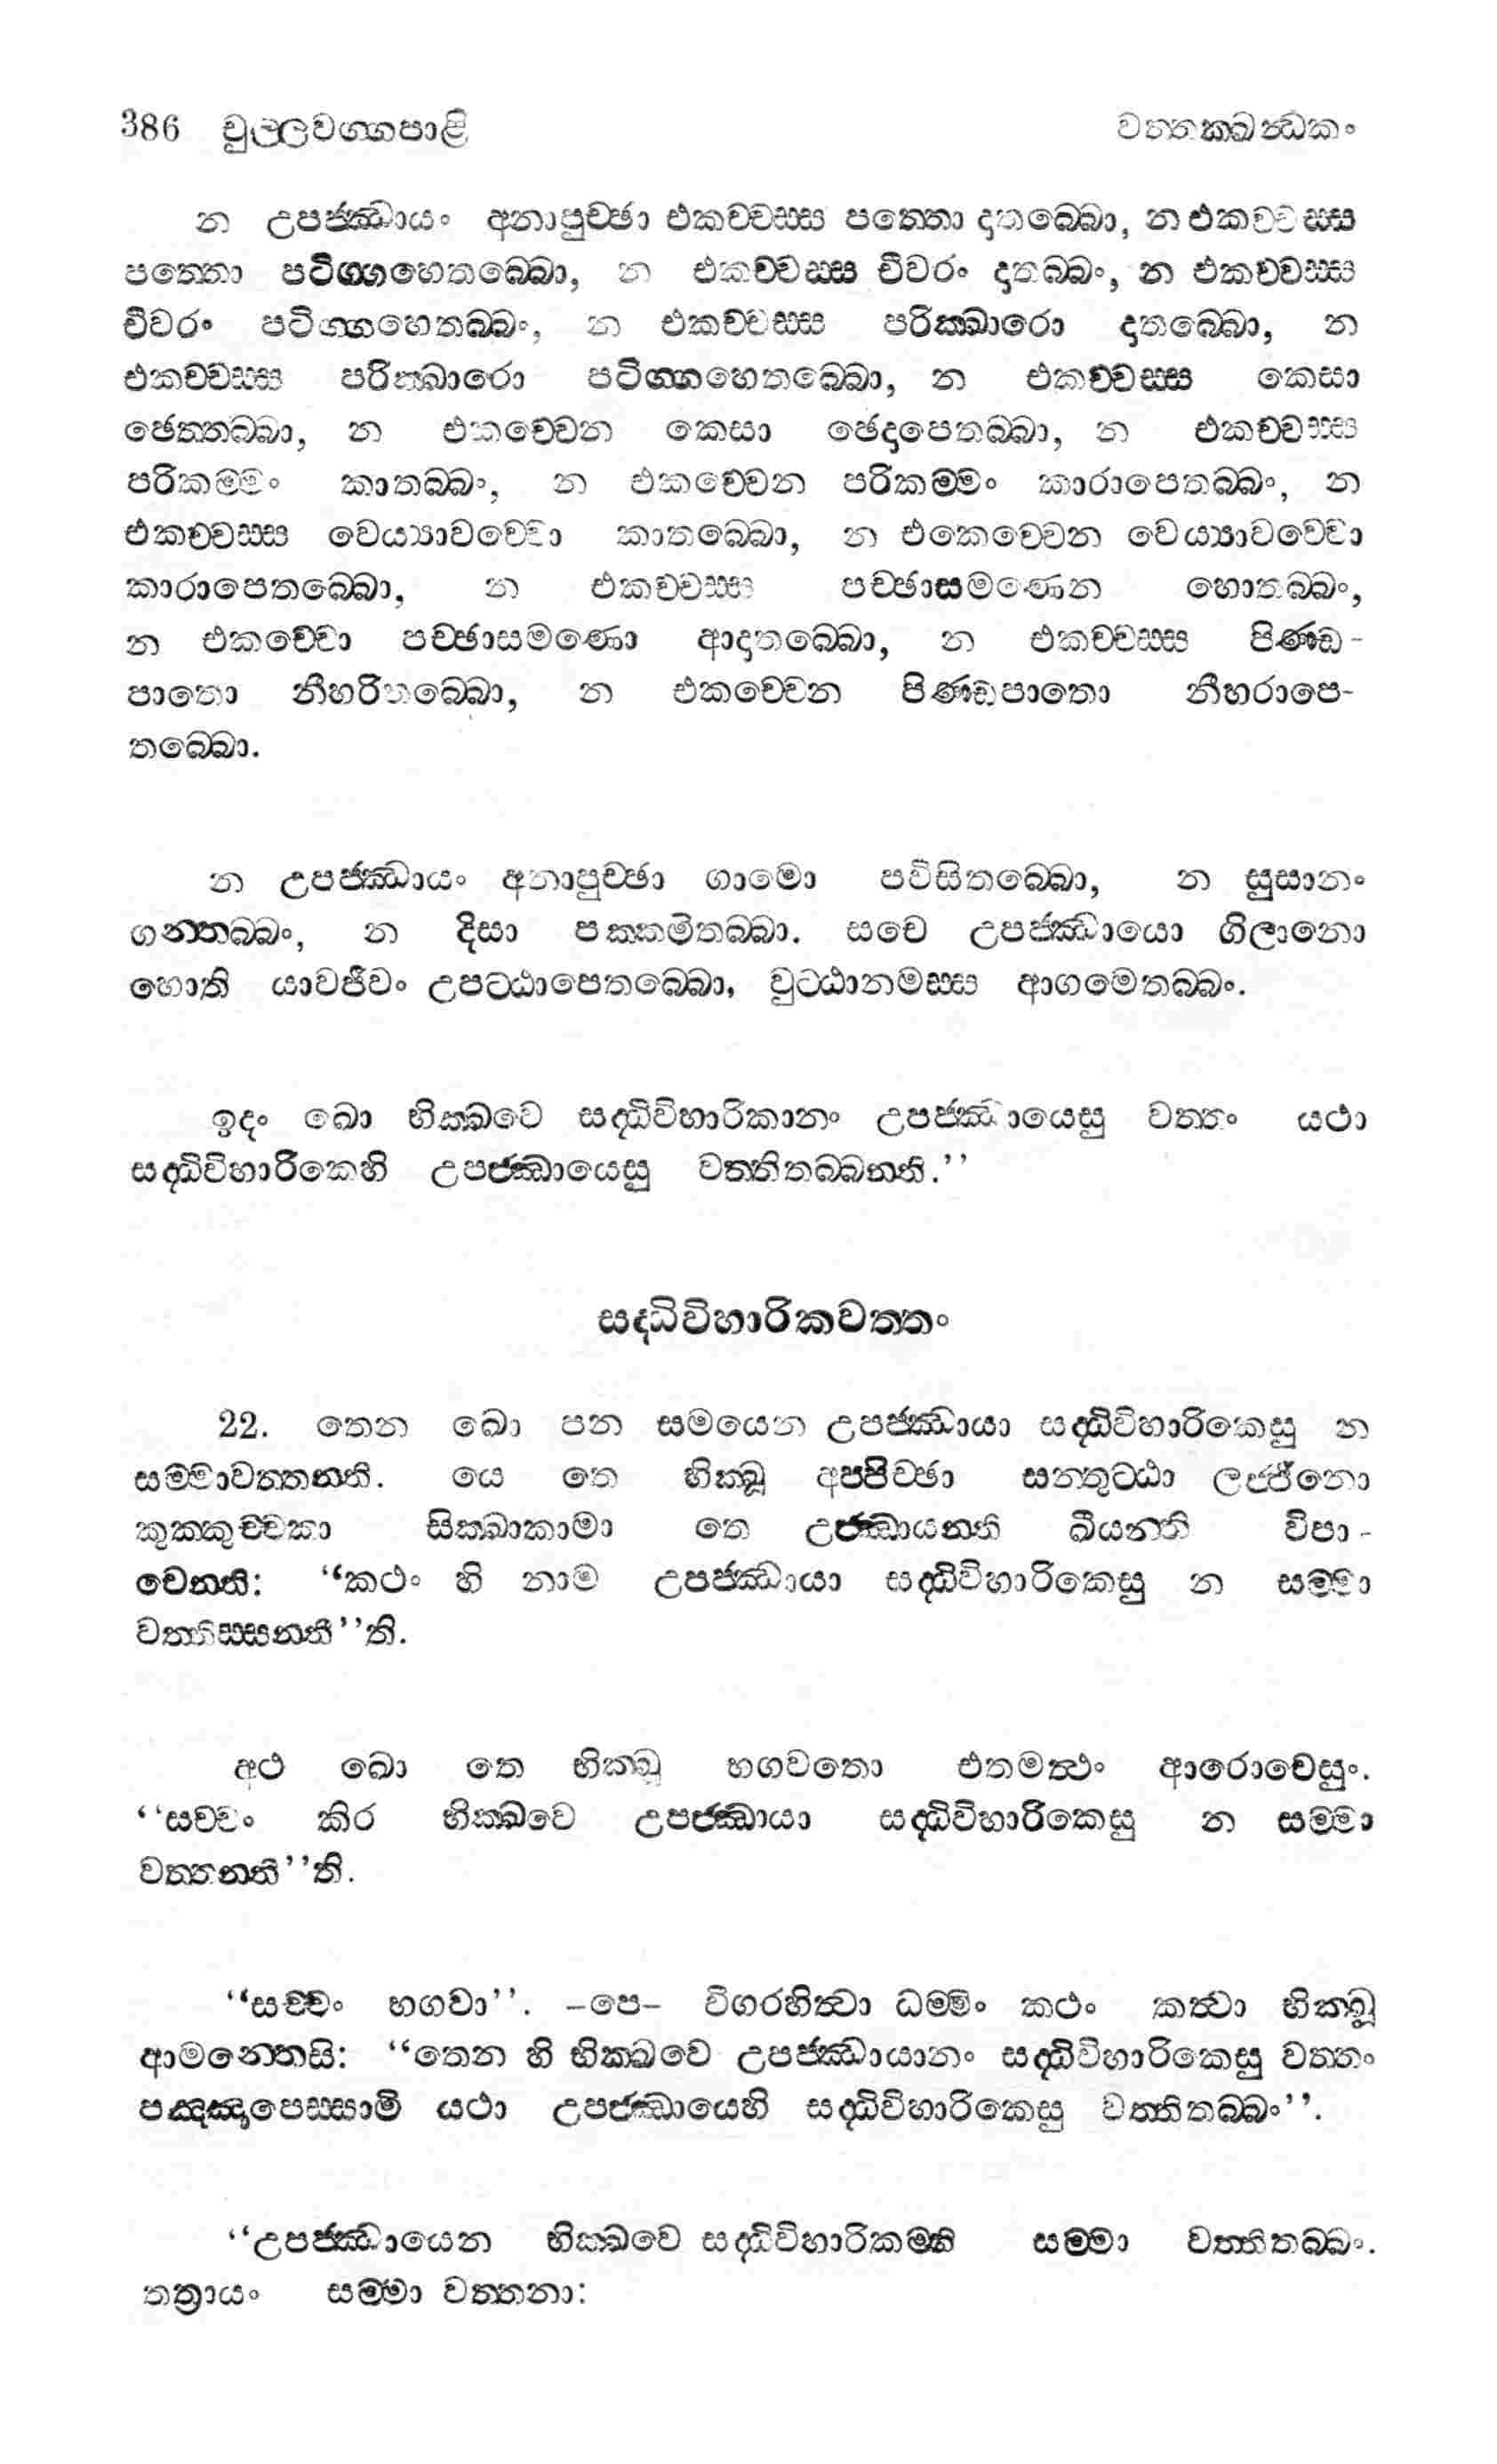 386 චුල්ලවග්ගපාළි වත්තක්ඛන්ධකං
න උපජ්ඣායං අනාපුච්ඡා එකච්චස්ස පත්තො දාතබ්බො, න එකච්චස්ස
පත්තො පටිග්ගහෙතබ්බො, න එකච්චස්ස චීවරං දාතබ්බං, න එකච්චස්ස
චීවරං පටිග්ගහෙතබ්බං, න එකච්චස්ස පරික්ඛාරො දාතබ්බො, න
එකච්චස්ස පරික්ඛාරො පටිග්ගහෙතබ්බො, න එකච්චස්ස කෙසා
ඡෙත්තබ්බා, න එකච්චෙන කෙසා ඡෙදාපෙතබ්බා, න එකච්චස්ස
පරිකම්මං කාතබ්බං, න එකච්චෙන පරිකම්මං කාරාපෙතබ්බං, න
එකච්චස්ස වෙය්‍යාවච්චො කාතබ්බො, න එකෙච්චෙන වෙය්‍යාවච්චො
කාරාපෙතබ්බො, න එකච්චස්ස පච්ඡාසමණෙන හොතබ්බං,
න එකච්චො පච්ඡාසමණො ආදාතබ්බො, න එකච්චස්ස පිණ්ඩ-
පාතො නීහරිතබ්බො, න එකච්චෙන පිණ්ඩපාතො නීහරාපෙ-
තබ්බො.
න උපජ්ඣායං අනාපුච්ඡා ගාමො පවිසිතබ්බො, න සුසානං
ගන්තබ්බං, න දිසා පක්කමිතබ්බා. සචෙ උපජ්ඣායො ගිලානො
හොති යාවජීවං උපට්ඨාපෙතබ්බො, වුට්ඨානමස්ස ආගමෙතබ්බං.
ඉදං ඛො භික්ඛවෙ සද්ධිවිහාරිකානං උපජ්ඣායෙසු වත්තං යථා
සද්ධිවිහාරිකෙහි උපජ්ඣායෙසු වත්තිතබ්බන්ති.’’
සද්ධිවිහාරිකවත්තං
22. තෙන ඛො පන සමයෙන උපජ්ඣායා සද්ධිවිහාරිකෙසු න
සම්මාවත්තන්ති. යෙ තෙ භික්ඛූ අප්පිච්ඡා සන්තුට්ඨා ලජ්ජිනො
කුක්කුච්චකා සික්ඛාකාමා තෙ උජ්ඣායන්ති ඛීයන්ති විපා-
චෙන්ති: ‘‘කථං හි නාම උපජ්ඣායා සද්ධිවිහාරිකෙසු න සම්මා
වත්තිස්සන්තී’’ති.
අථ ඛො තෙ භික්ඛූ භගවතො එතමත්ථං ආරොචෙසුං.
‘‘සච්චං කිර භික්ඛවෙ උපජ්ඣායා සද්ධිවිහාරිකෙසු න සම්මා
වත්තන්ති’’ති.
‘‘සච්චං භගවා’’. –පෙ– විගරහිත්වා ධම්මිං කථං කත්වා භික්ඛූ
ආමන්තෙසි: ‘‘තෙන හි භික්ඛවෙ උපජ්ඣායානං සද්ධිවිහාරිකෙසු වත්තං
පඤ්ඤාපෙස්සාමි යථා උපජ්ඣායෙහි සද්ධිවිහාරිකෙසු වත්තිතබ්බං’’.
‘‘උපජ්ඣායෙන භික්ඛවෙ සද්ධිවිහාරිකම්හි සම්මා වත්තිතබ්බං.
තත්‍රායං සම්මා වත්තනා: